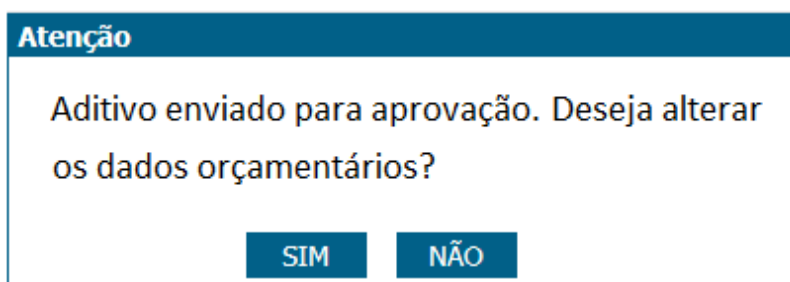 Atenção
Aditivo enviado para aprovação. Deseja alterar
os dados orçamentários?
SIM NÃO